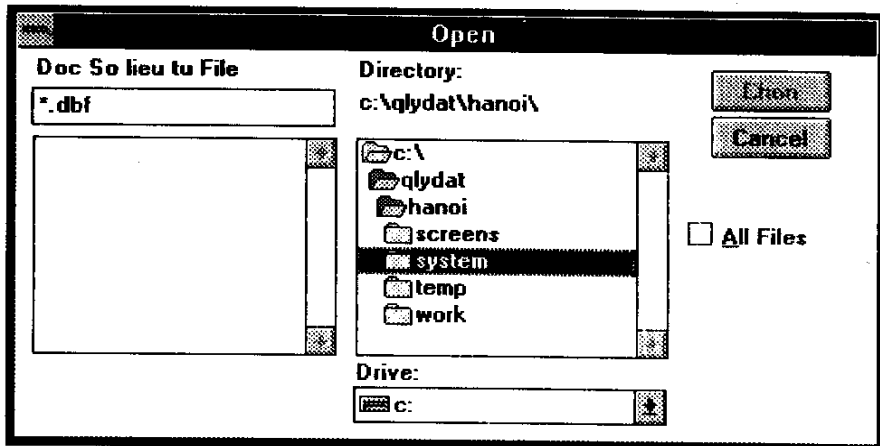 Open
Doc So lieu tu File
*.dbf
Directory:
c:\qlydat\hanoi\
c:\
qlydat
hanoi
screens
system
temp
work
Drive:
c:
Chon
Cancel
All Files